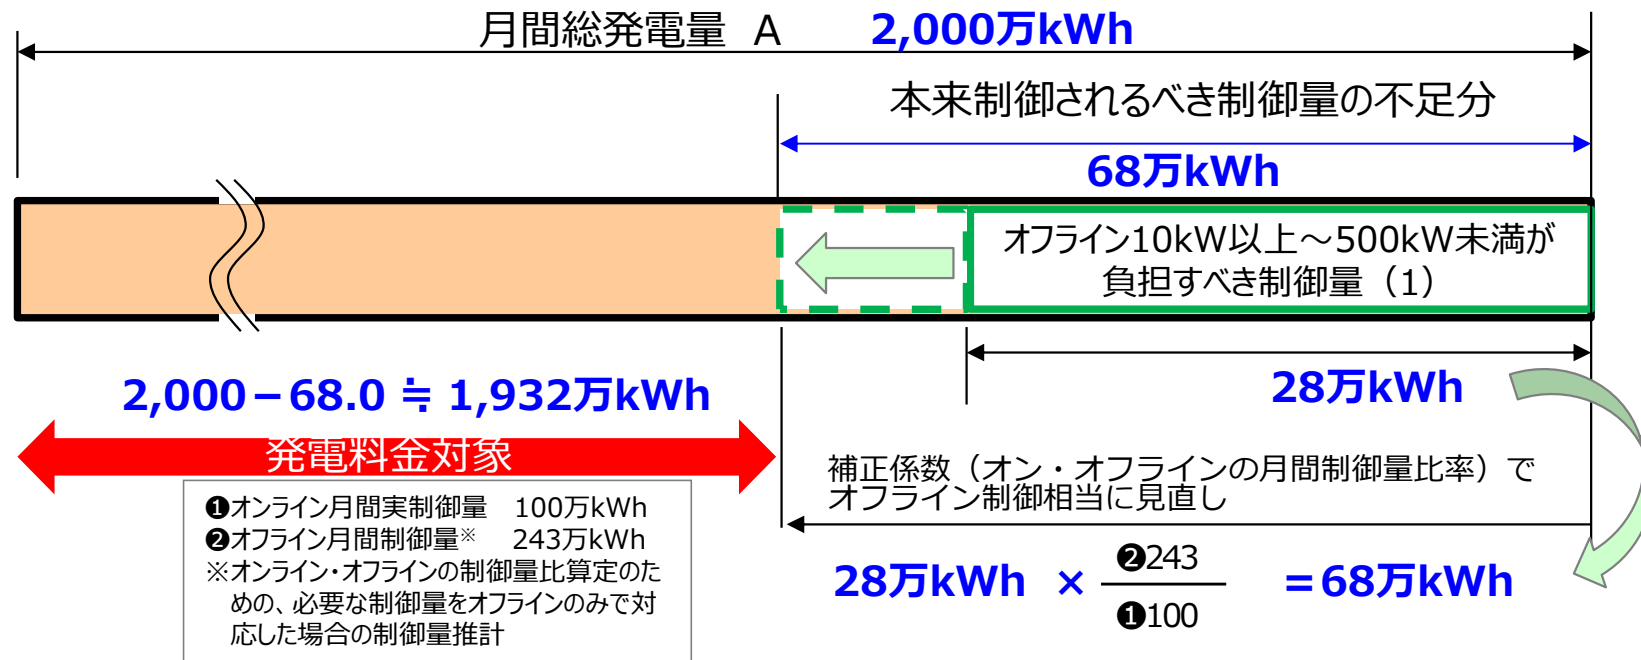 月間総発電量 A 2,000万kWh
本来制御されるべき制御量の不足分
68万kWh
オフライン10kW以上～500kW未満が
負担すべき制御量（1）
28万kWh
2,000－68.0 ≒ 1,932万kWh
発電料金対象
補正係数（オン・オフラインの月間制御量比率）で
オフライン制御相当に見直し
❶オンライン月間実制御量 100万kWh
❷オフライン月間制御量※ 243万kWh
※オンライン・オフラインの制御量比算定のた
めの、必要な制御量をオフラインのみで対
応した場合の制御量推計
❷243
28万kWh × ＝68万kWh
❶100